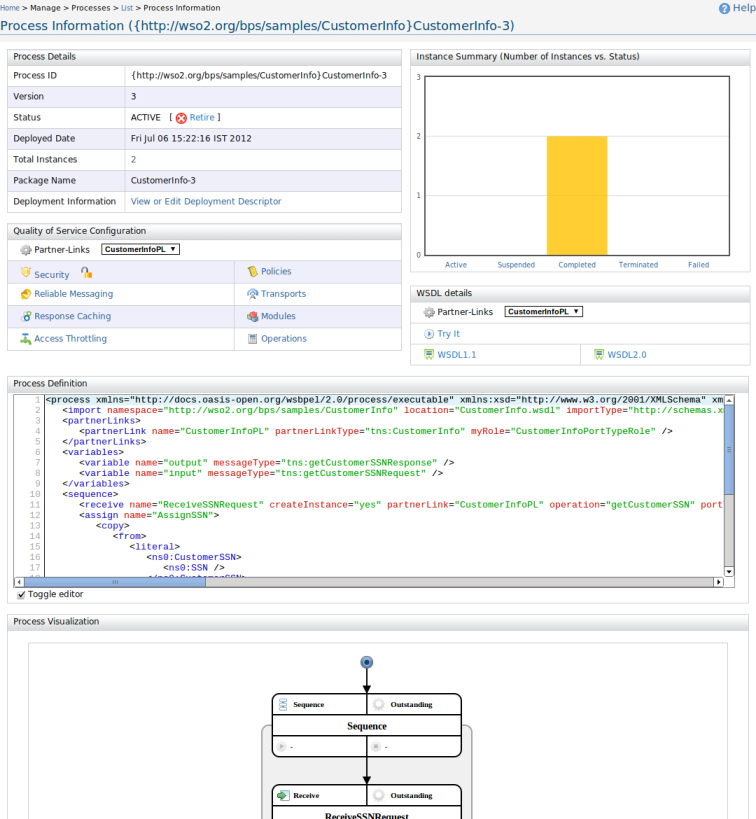 Home > Manage > Processes > List > Process Information
Help
Process Information ({http://wso2.org/bps/samples/CustomerInfo}CustomerInfo-3)
Process Details
Process ID {http://wso2.org/bps/samples/CustomerInfo}CustomerInfo-3
Version 3
Status ACTIVE [ Retire ]
Deployed Date Fri Jul 06 15:22:16 IST 2012
Total Instances 2
Package Name CustomerInfo-3
Deployment Information View or Edit Deployment Descriptor
Instance Summary (Number of Instances vs. Status)
3
2
1
0
Active Suspended Completed Terminated Failed
Quality of Service Configuration
Partner-Links CustomerInfoPL ▼
Security Policies
Reliable Messaging Transports
Response Caching Modules
Access Throttling Operations
WSDL details
Partner-Links CustomerInfoPL ▼
Try It
WSDL1.1 WSDL2.0
Process Definition
1 <process xmlns="http://docs.oasis-open.org/wsbpel/2.0/process/executable" xmlns:xsd="http://www.w3.org/2001/XMLSchema" xm
2 <import namespace="http://wso2.org/bps/samples/CustomerInfo" location="CustomerInfo.wsdl" importType="http://schemas.x
3 <partnerLinks>
4 <partnerLink name="CustomerInfoPL" partnerLinkType="tns:CustomerInfo" myRole="CustomerInfoPortTypeRole" />
5 </partnerLinks>
6 <variables>
7 <variable name="output" messageType="tns:getCustomerSSNResponse" />
8 <variable name="input" messageType="tns:getCustomerSSNRequest" />
9 </variables>
10 <sequence>
11 <receive name="ReceiveSSNRequest" createInstance="yes" partnerLink="CustomerInfoPL" operation="getCustomerSSN" port
12 <assign name="AssignSSN">
13 <copy>
14 <from>
15 <literal>
16 <ns0:CustomerSSN>
17 <ns0:SSN />
Toggle editor
Process Visualization
Sequence Outstanding
Sequence
- -
Receive Outstanding
ReceiveSSNRequest